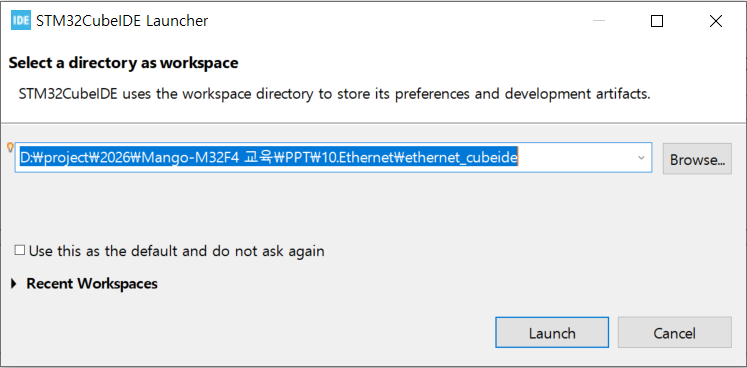 IDE STM32CubeIDE Launcher
Select a directory as workspace
STM32CubeIDE uses the workspace directory to store its preferences and development artifacts.
D:₩project₩2026₩Mango-M32F4 교육₩PPT₩10.Ethernet₩ethernet_cubeide Browse...
Use this as the default and do not ask again
Recent Workspaces
Launch Cancel